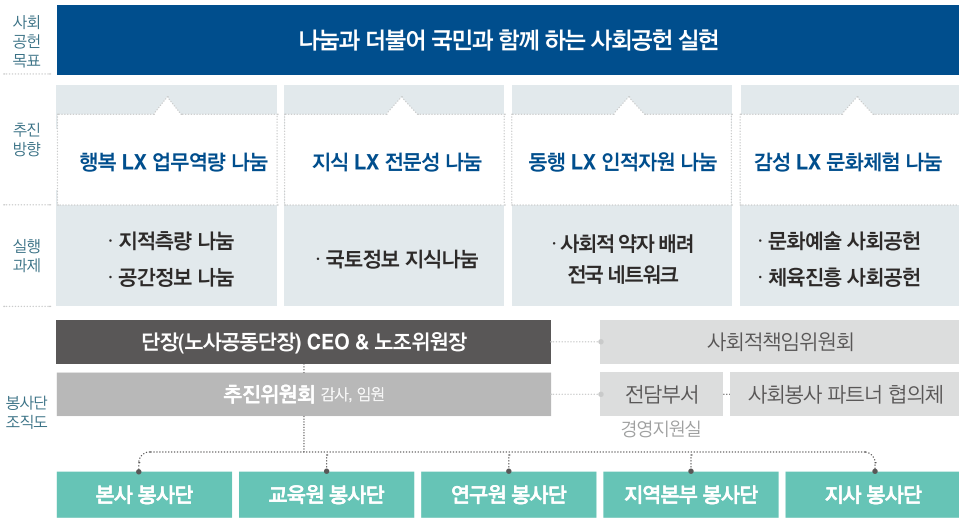 사회
공헌
목표
나눔과 더불어 국민과 함께 하는 사회공헌 실현
추진
방향
행복 LX 업무역량 나눔
지식 LX 전문성 나눔
동행 LX 인적자원 나눔
감성 LX 문화체험 나눔
실행
과제
· 지적측량 나눔
· 공간정보 나눔
· 국토정보 지식나눔
· 사회적 약자 배려
전국 네트워크
· 문화예술 사회공헌
· 체육진흥 사회공헌
봉사단
조직도
단장(노사공동단장) CEO & 노조위원장
사회적책임위원회
추진위원회 감사, 임원
전담부서
사회봉사 파트너 협의체
경영지원실
본사 봉사단
교육원 봉사단
연구원 봉사단
지역본부 봉사단
지사 봉사단